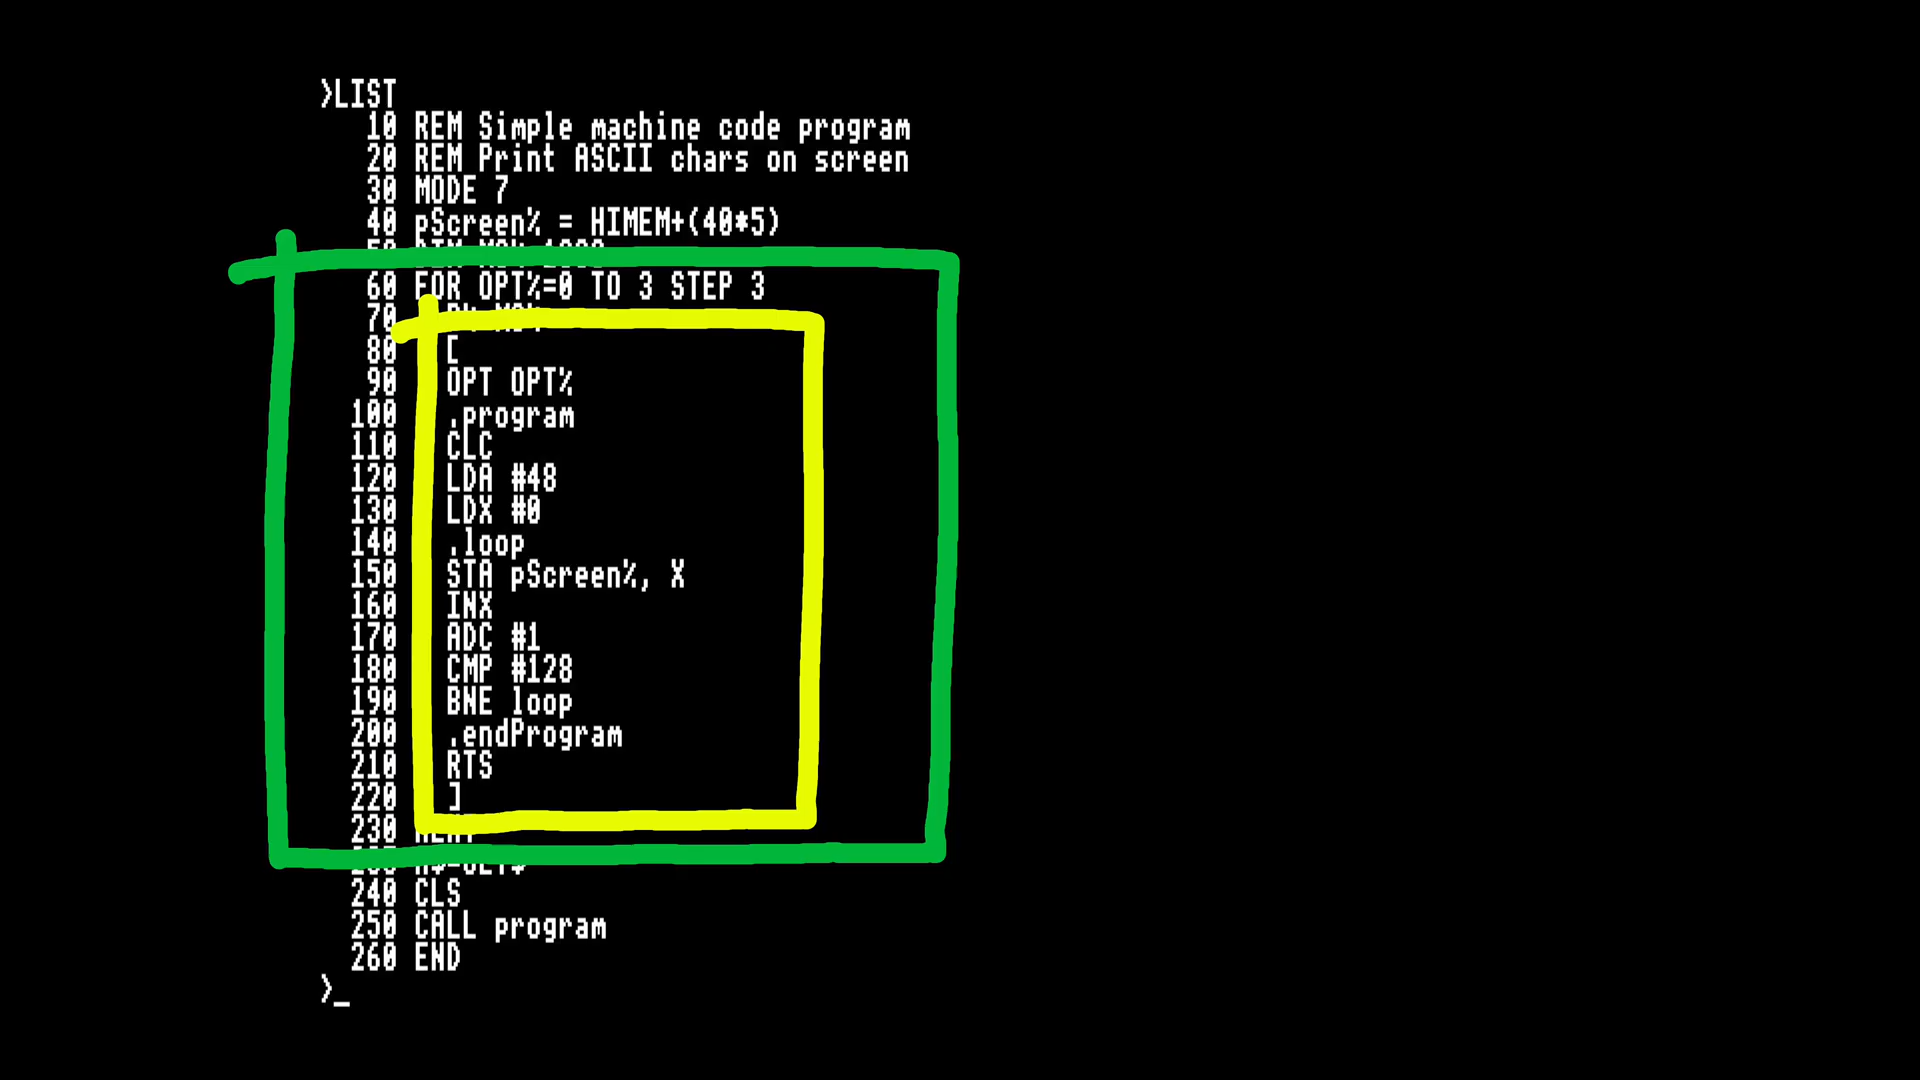 >LIST
10 REM Simple machine code program
20 REM Print ASCII chars on screen
30 MODE 7
40 pScreen% = HIMEM+(40*5)
50
60 FOR OPT%=0 TO 3 STEP 3
70
80 [
90 OPT OPT%
100 .program
110 CLC
120 LDA #48
130 LDX #0
140 .loop
150 STA pScreen%, X
160 INX
170 ADC #1
180 CMP #128
190 BNE loop
200 .endProgram
210 RTS
220 ]
230 NEXT
240 CLS
250 CALL program
260 END
>_